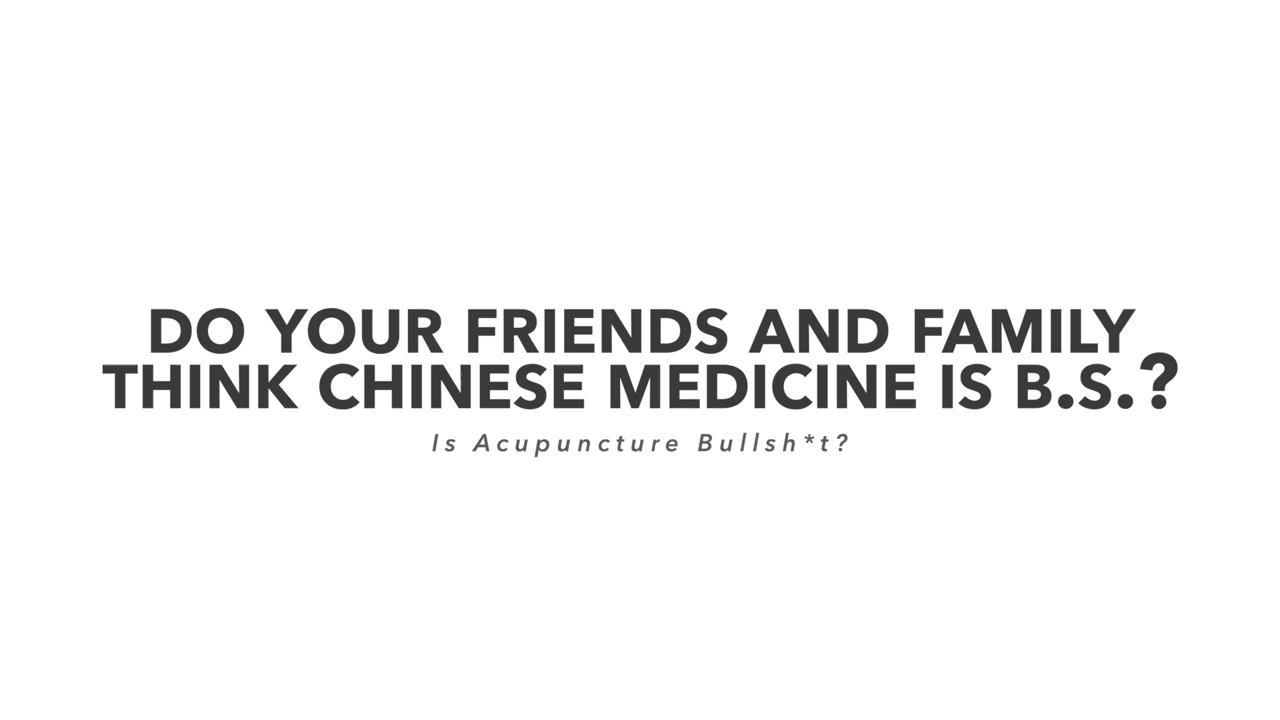 DO YOUR FRIENDS AND FAMILY
THINK CHINESE MEDICINE IS B.S.?
Is Acupuncture Bullsh*t?